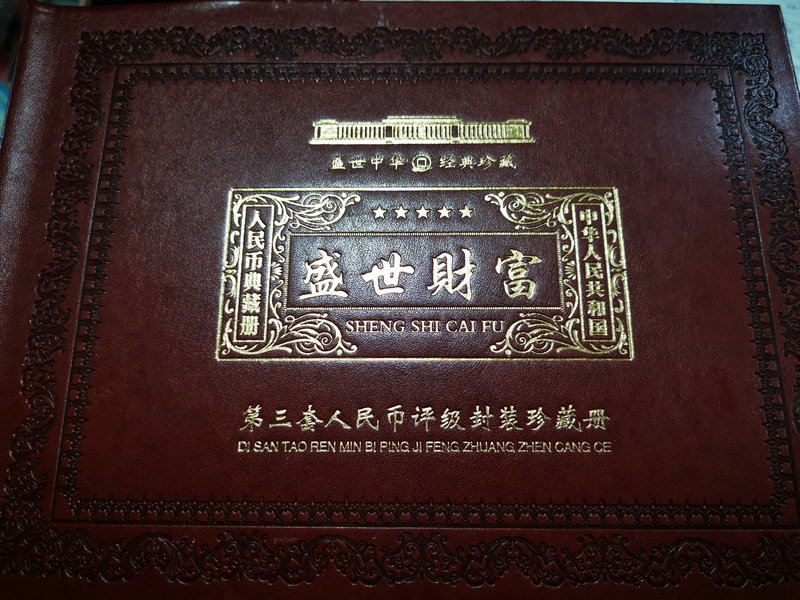 盛世中华 经典珍藏
人民币典藏册
盛世財富
SHENG SHI CAI FU
中华人民共和国
第三套人民币评级封装珍藏册
DI SAN TAO REN MIN BI PING JI FENG ZHUANG ZHEN CANG CE